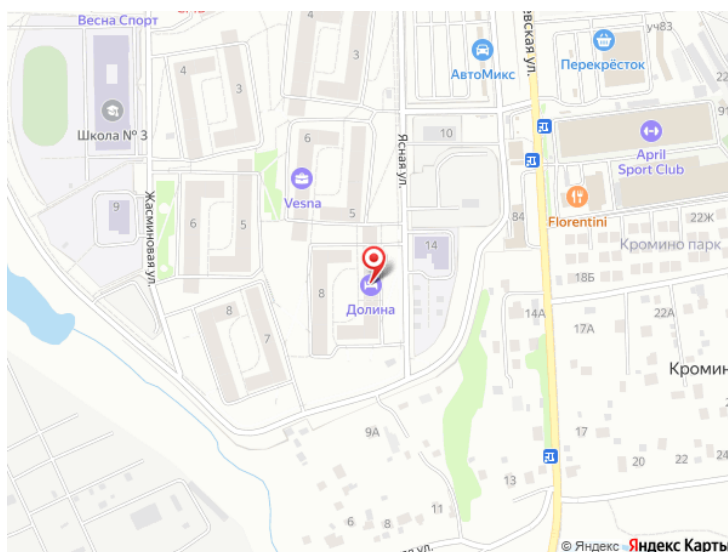 Весна Спорт
уч83
4
3
4
3
АвтоМикс
Перекрёсток
Школа № 3
6
10
April
Sport Club
Ясная ул.
Vesna
9
Жасминовая ул.
6
5
5
84
Florentini
22Ж
Кромино парк
14
18Б
8
Долина
14А
17А
22А
8
7
Кромино
9А
17
20
22
13
11
6
8
ул.
© Яндекс Яндекс Карты